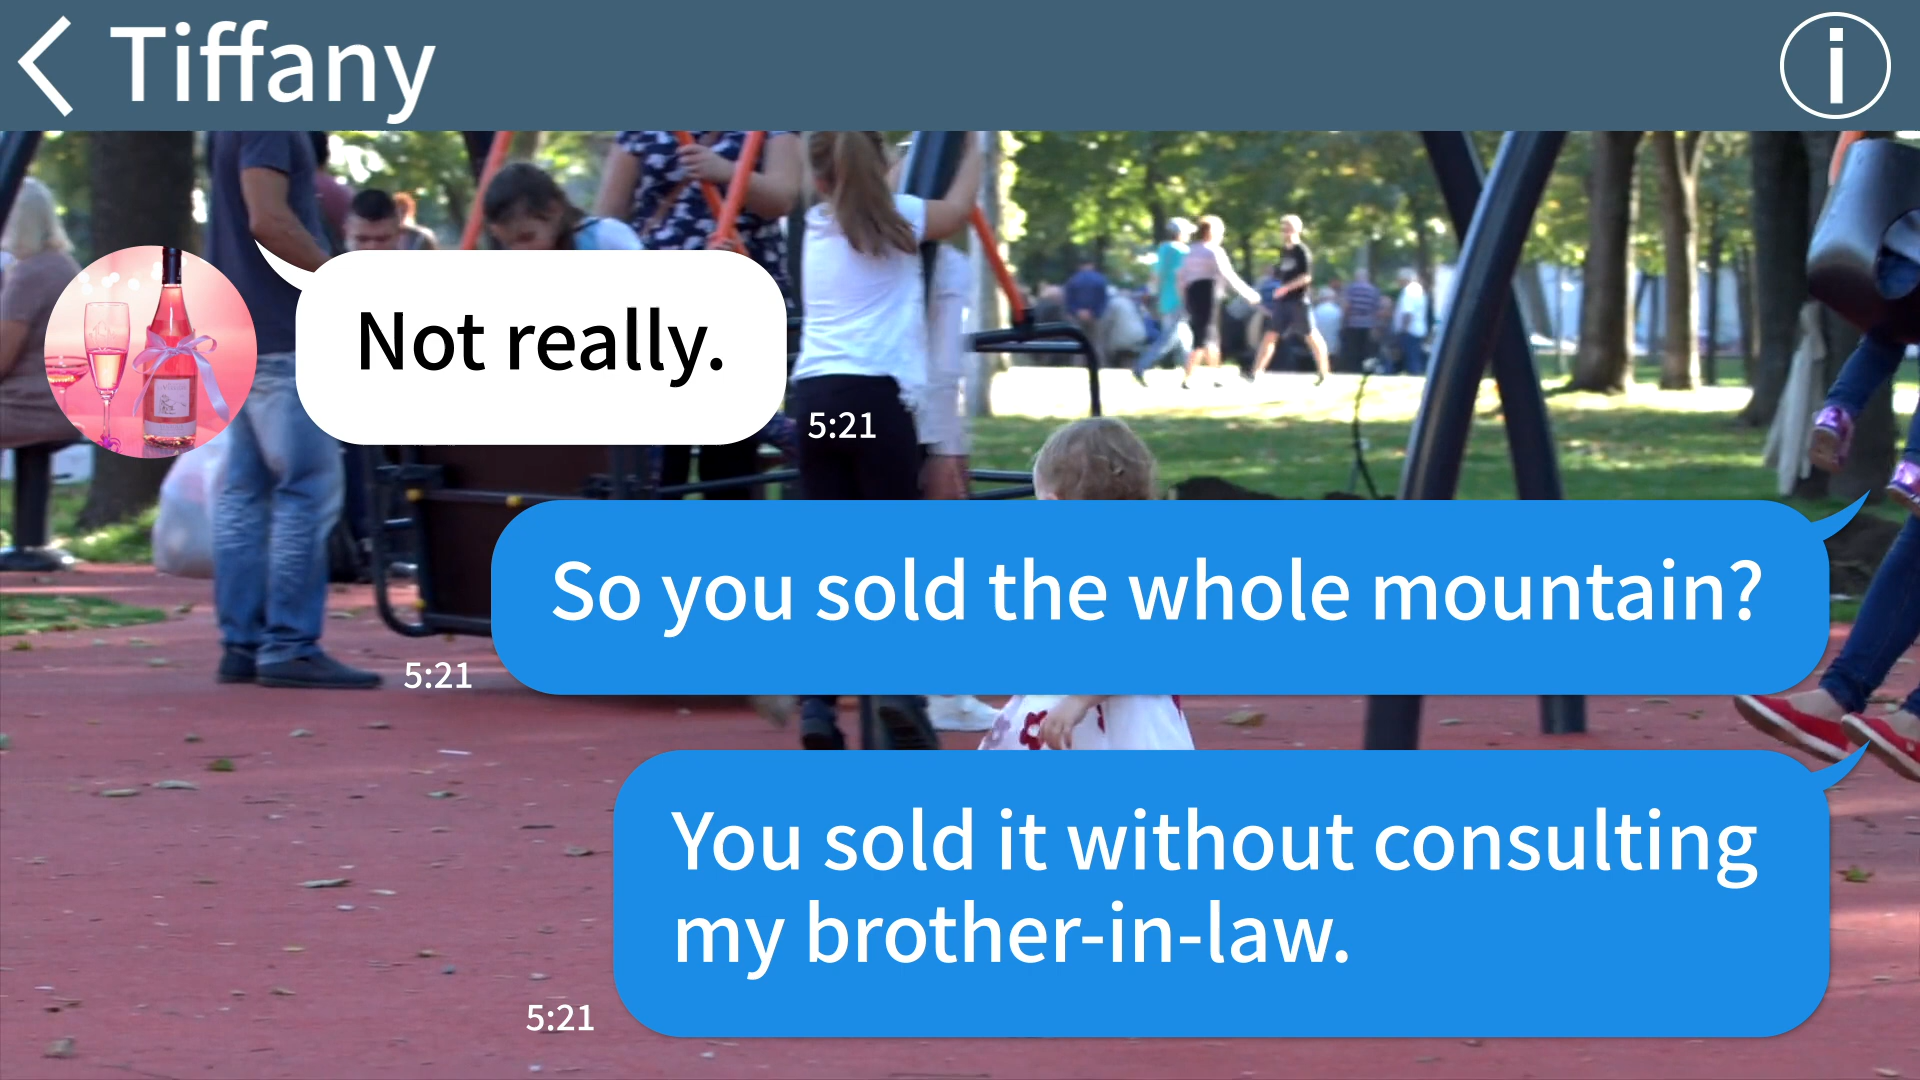 Tiffany
Not really.
5:21
So you sold the whole mountain?
5:21
You sold it without consulting
my brother-in-law.
5:21